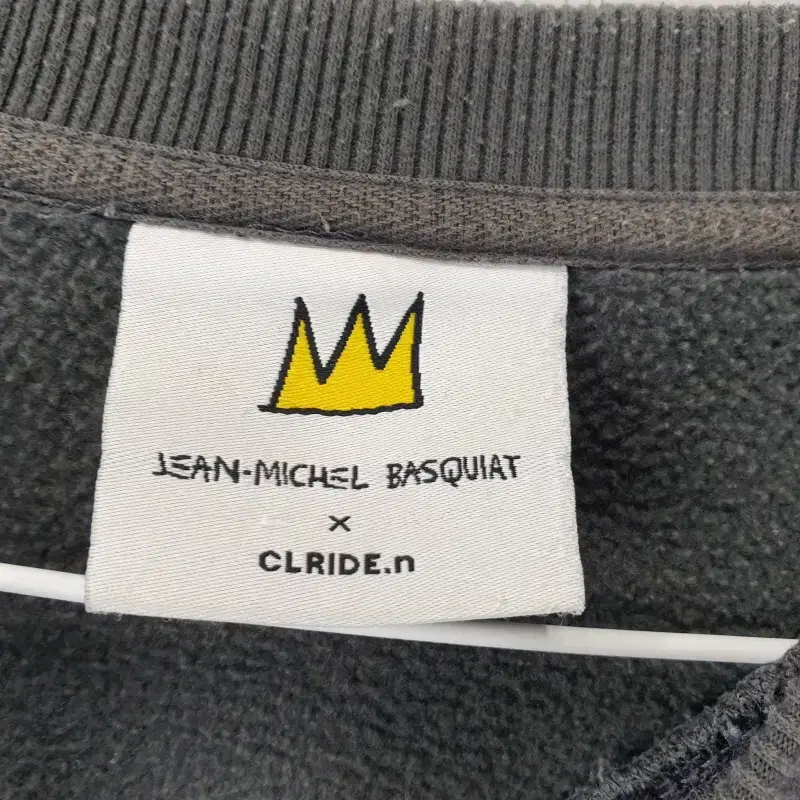 JEAN-MICHEL BASQUIAT
×
CLRIDE.n